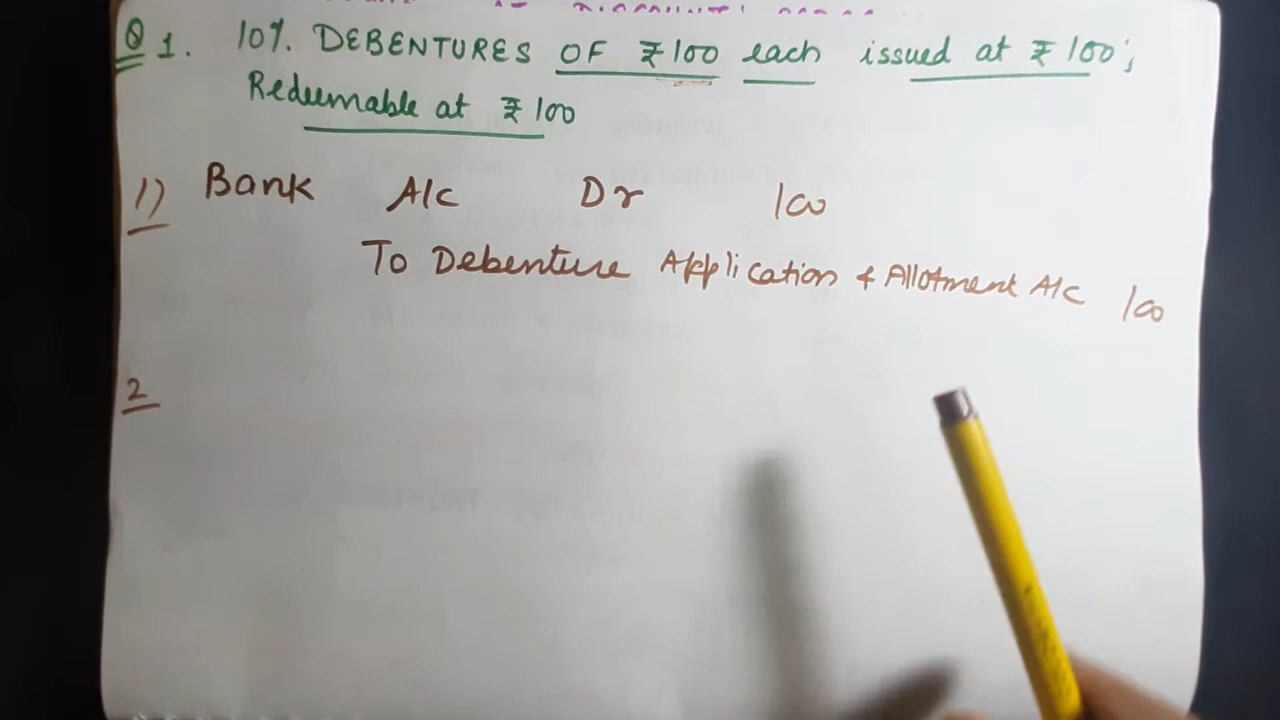 Q 1. 10%. DEBENTURES OF ₹100 each issued at ₹100;
Redeemable at ₹100
1) Bank A/c Dr 100
To Debenture Application & Allotment A/c 100
2